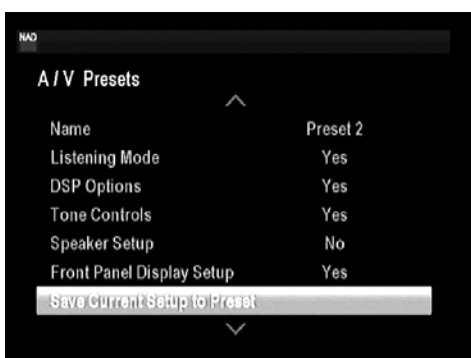 NAD
A / V Presets
Name Preset 2
Listening Mode Yes
DSP Options Yes
Tone Controls Yes
Speaker Setup No
Front Panel Display Setup Yes
Save Current Setup to Preset